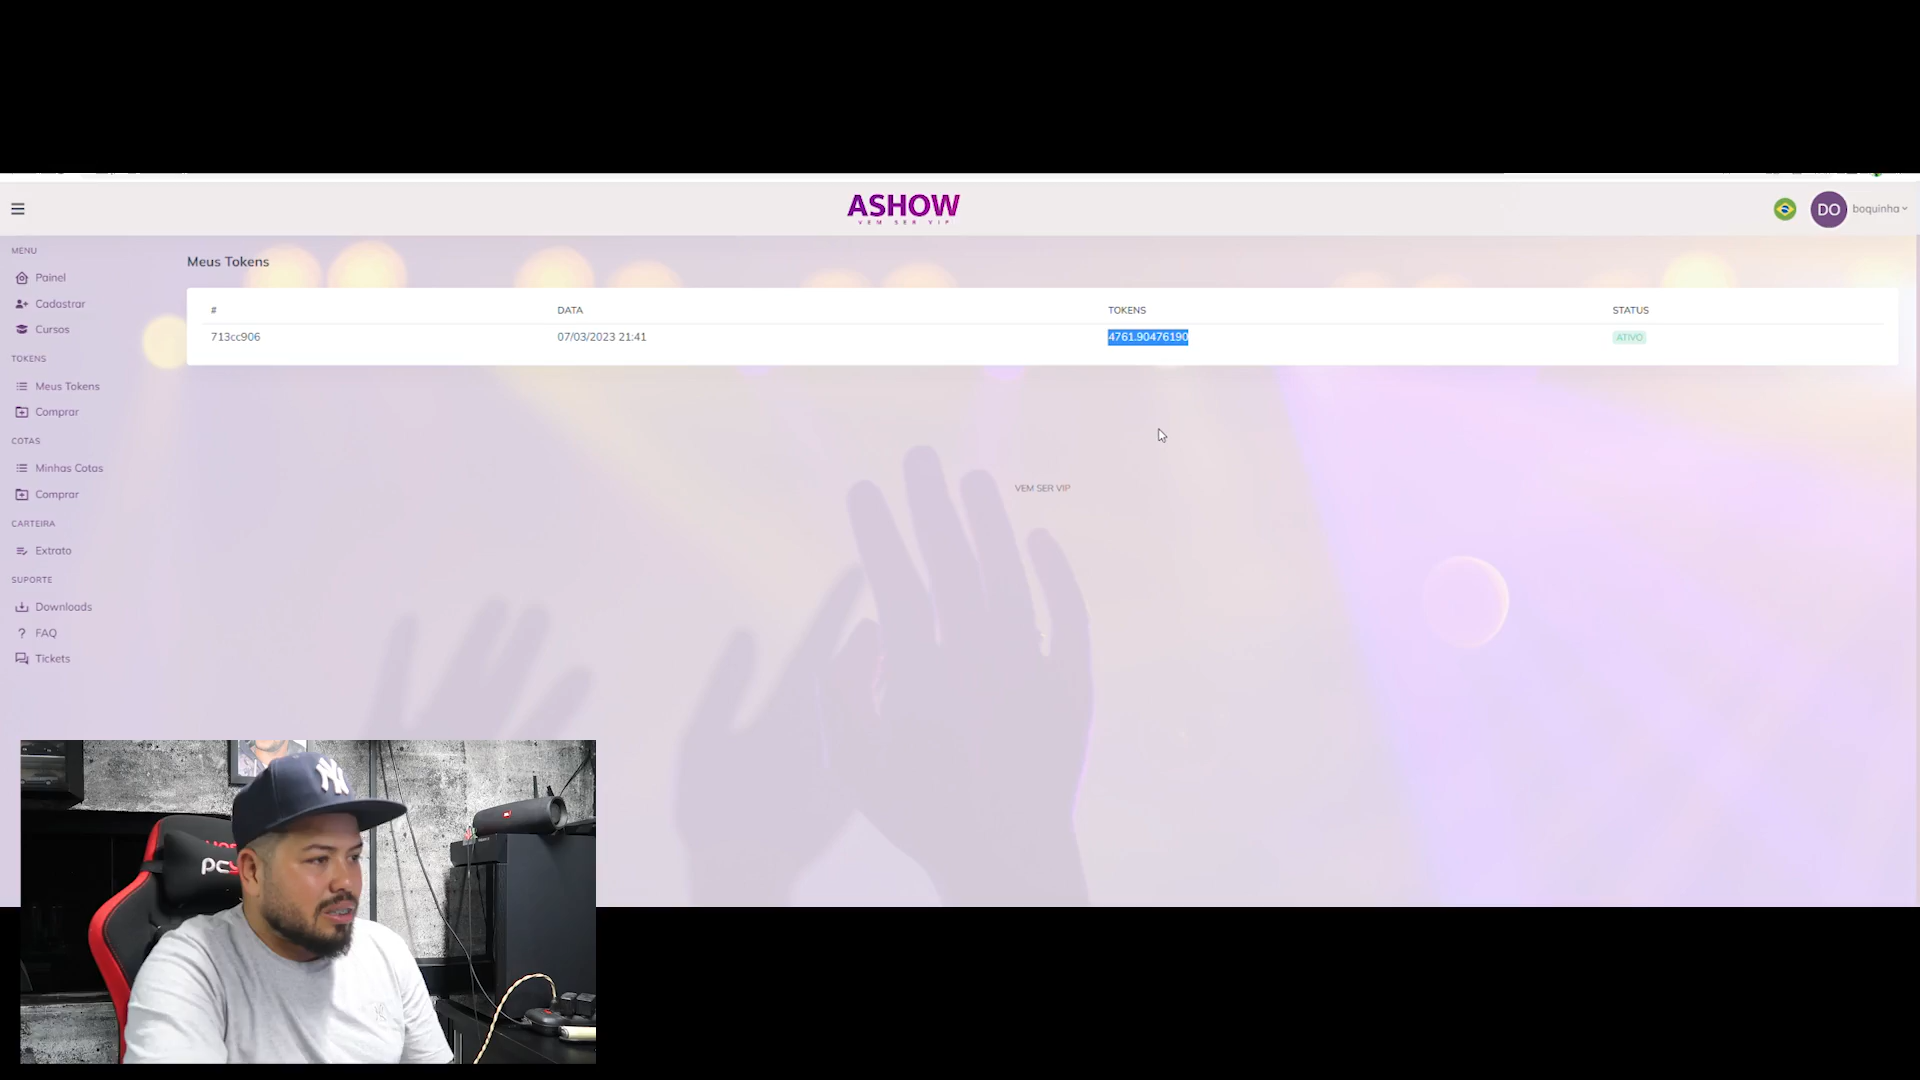 ASHOW
VEM SER VIP
DO
boquinha
MENU
Painel
Cadastrar
Cursos
TOKENS
Meus Tokens
Comprar
COTAS
Minhas Cotas
Comprar
CARTEIRA
Extrato
SUPORTE
Downloads
? FAQ
Tickets
Meus Tokens
# DATA TOKENS STATUS
713cc906 07/03/2023 21:41 4761.90476190 ATIVO
VEM SER VIP
NY